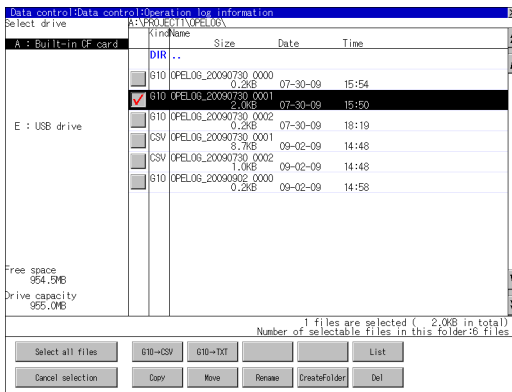 Data control:Data control:Operation log information
Select drive
A:\PROJECT1\OPELOG\
Kind Name
Size Date Time
A : Built-in CF card
DIR ..
G10 OPELOG_20090730_0000
0.2KB 07-30-09 15:54
G10 OPELOG_20090730_0001
2.0KB 07-30-09 15:50
G10 OPELOG_20090730_0002
0.2KB 07-30-09 18:19
E : USB drive
CSV OPELOG_20090730_0001
8.7KB 09-02-09 14:48
CSV OPELOG_20090730_0002
1.0KB 09-02-09 14:48
G10 OPELOG_20090902_0000
0.2KB 09-02-09 14:58
Free space
954.5MB
Drive capacity
955.0MB
1 files are selected ( 2.0KB in total)
Number of selectable files in this folder:6 files
Select all files G10→CSV G10→TXT List
Cancel selection Copy Move Rename CreateFolder Del